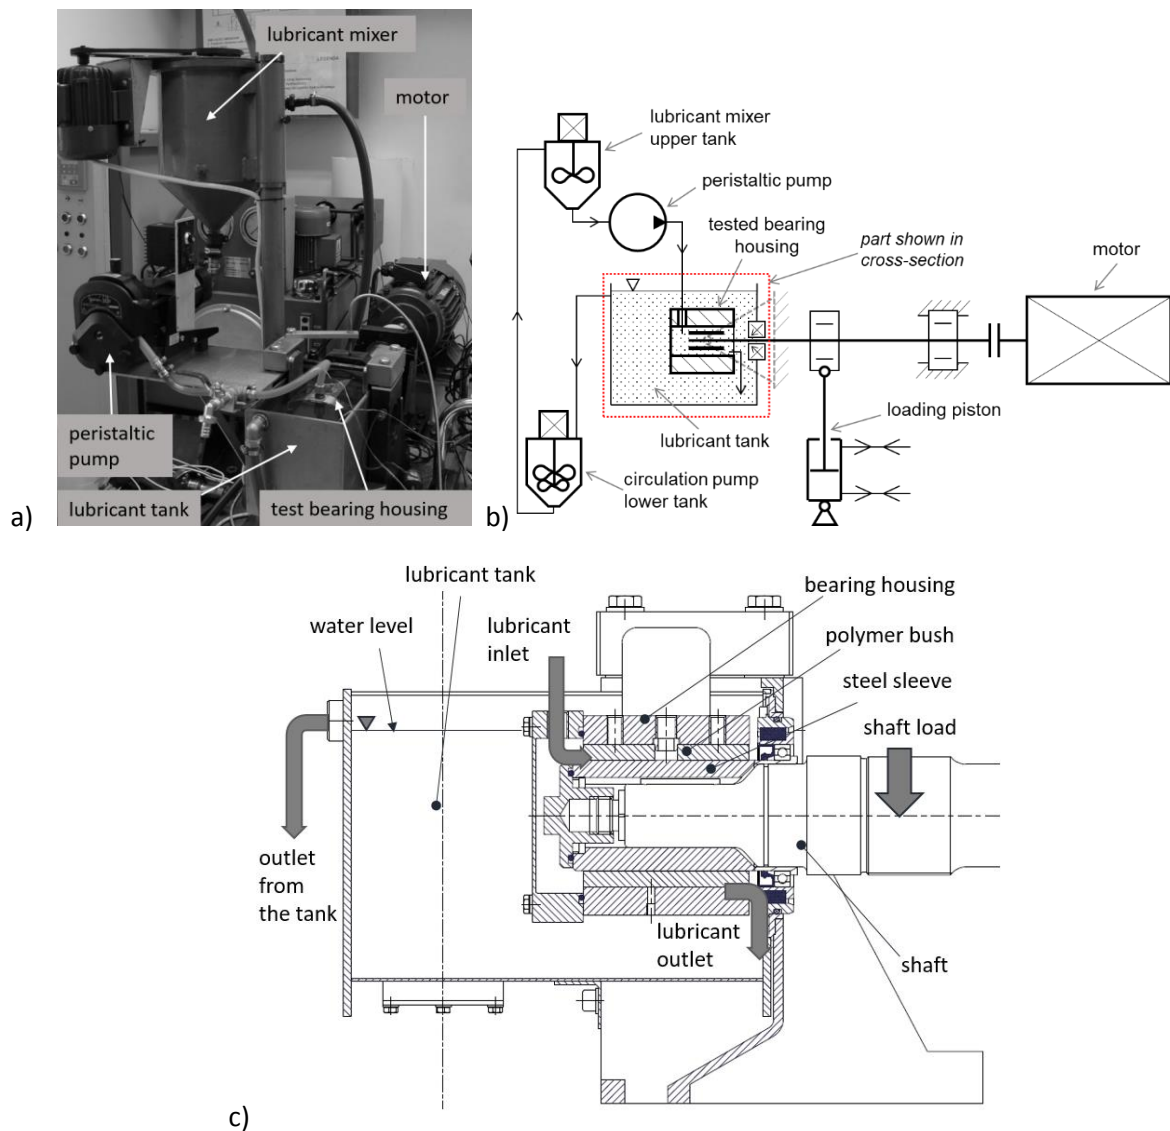 lubricant mixer
motor
peristaltic
pump
lubricant tank
test bearing housing
a)
lubricant mixer
upper tank
peristaltic pump
tested bearing
housing
part shown in
cross-section
motor
loading piston
lubricant tank
circulation pump
lower tank
b)
lubricant tank
water level
lubricant
inlet
bearing housing
polymer bush
steel sleeve
shaft load
outlet
from
the tank
lubricant
outlet
shaft
c)